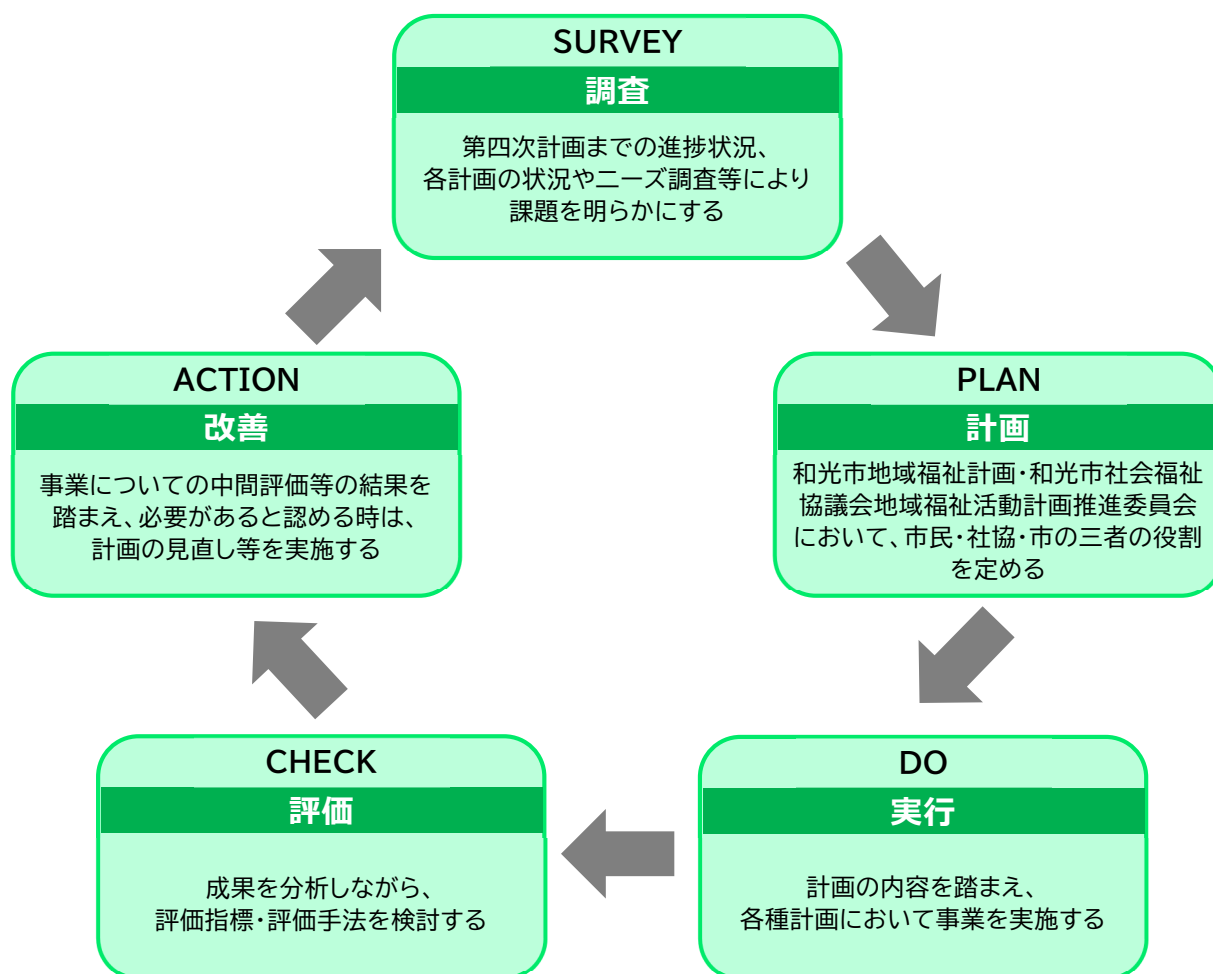 SURVEY
調査
第四次計画までの進捗状況、
各計画の状況やニーズ調査等により
課題を明らかにする
ACTION
改善
事業についての中間評価等の結果を
踏まえ、必要があると認める時は、
計画の見直し等を実施する
PLAN
計画
和光市地域福祉計画・和光市社会福祉
協議会地域福祉活動計画推進委員会
において、市民・社協・市の三者の役割
を定める
CHECK
評価
成果を分析しながら、
評価指標・評価手法を検討する
DO
実行
計画の内容を踏まえ、
各種計画において事業を実施する